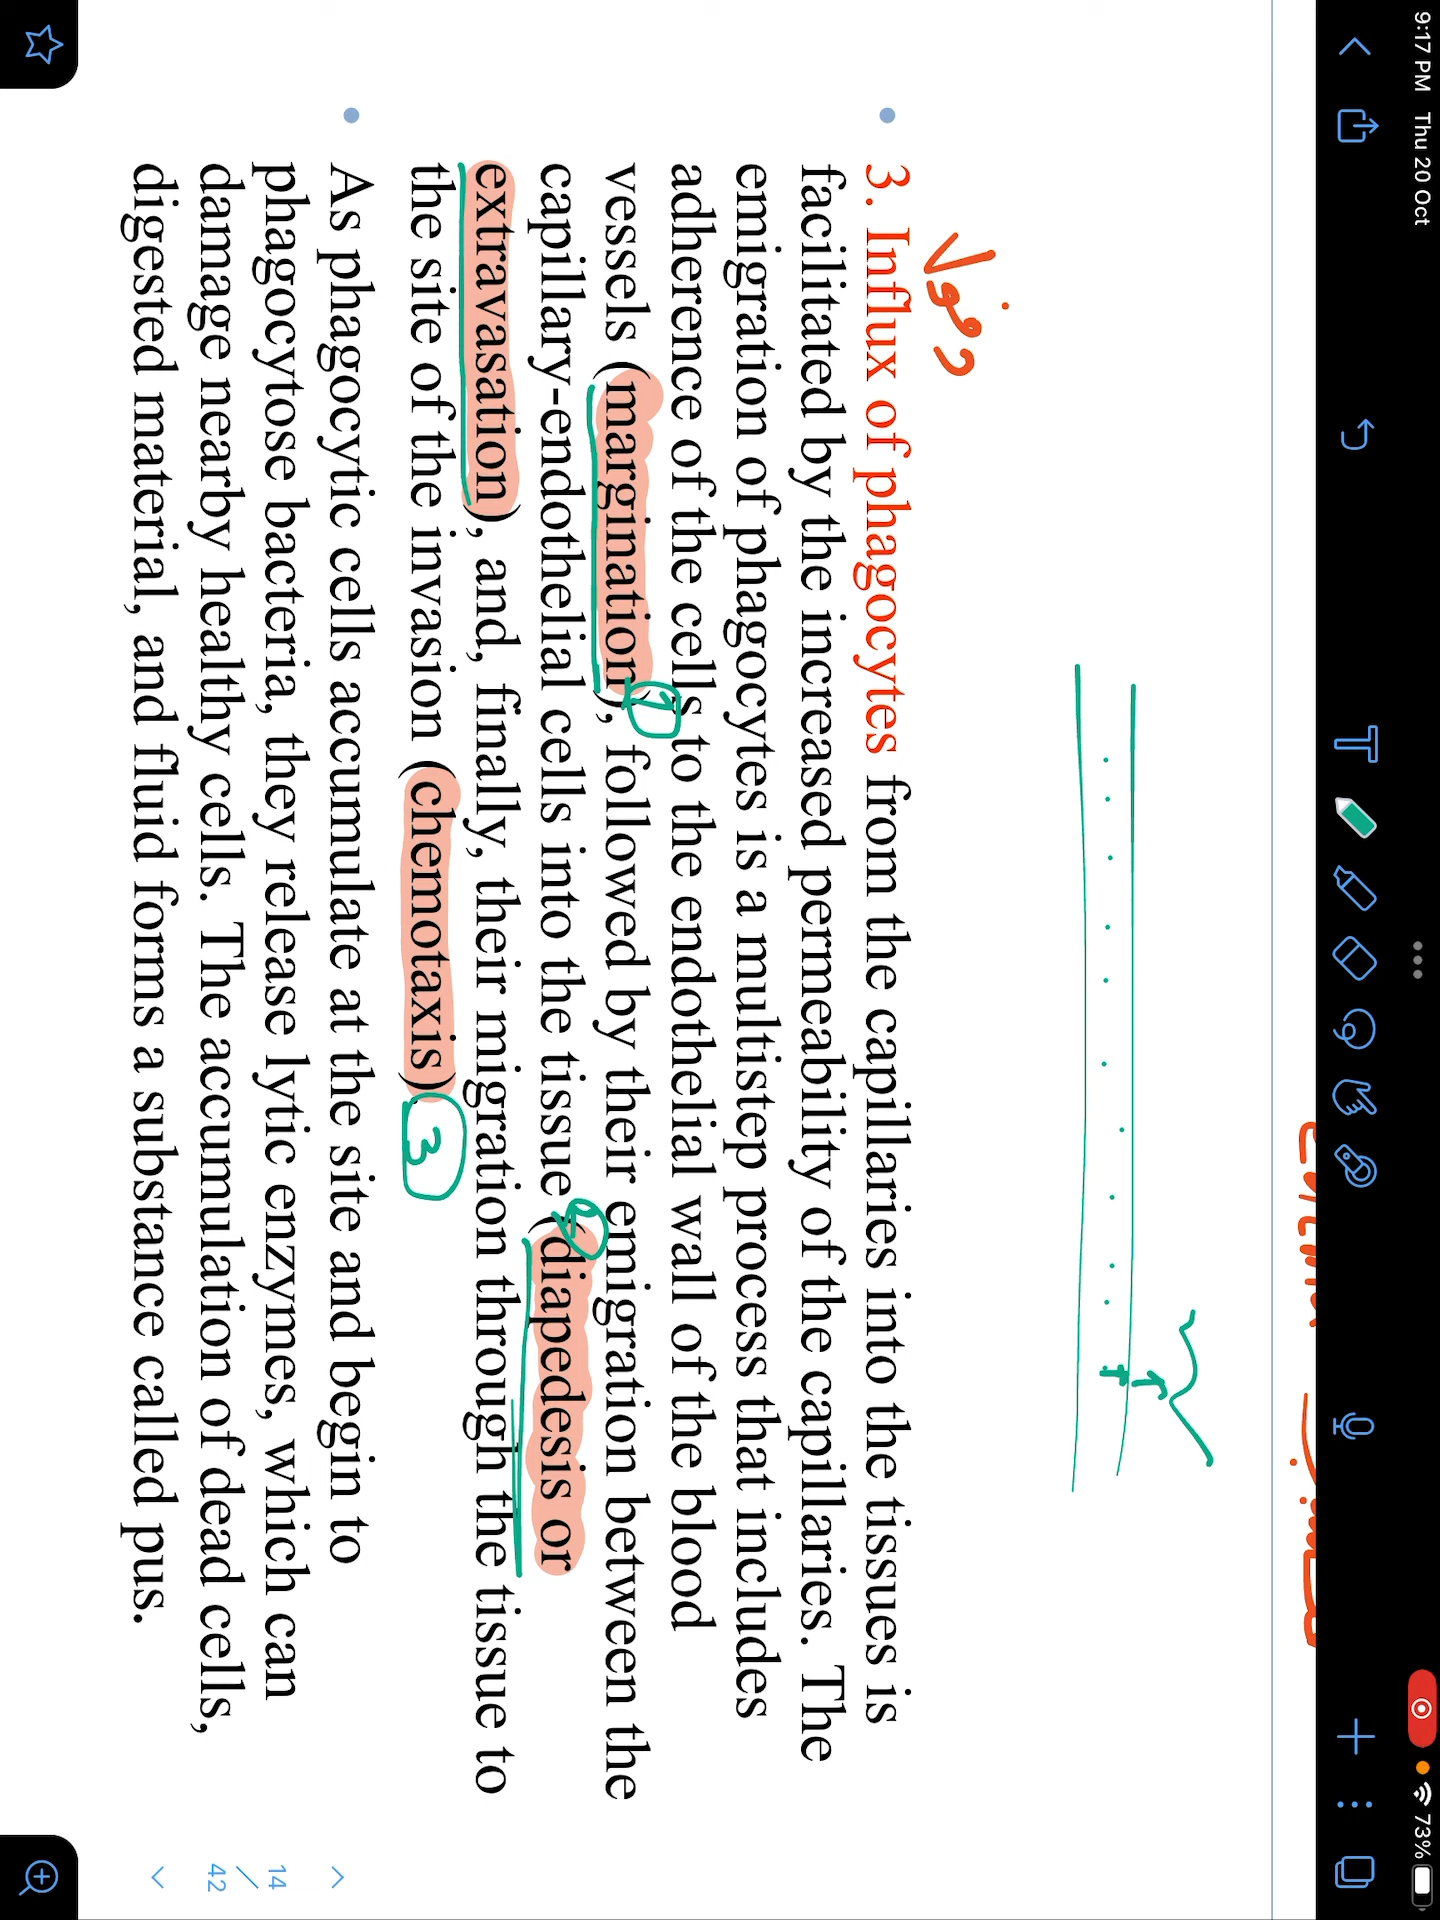 9:17 PM Thu 20 Oct
73%
3. Influx of phagocytes from the capillaries into the tissues is
facilitated by the increased permeability of the capillaries. The
emigration of phagocytes is a multistep process that includes
adherence of the cells to the endothelial wall of the blood
vessels (margination), followed by their emigration between the
capillary-endothelial cells into the tissue (diapedesis or
extravasation), and, finally, their migration through the tissue to
the site of the invasion (chemotaxis)
1
2
3
As phagocytic cells accumulate at the site and begin to
phagocytose bacteria, they release lytic enzymes, which can
damage nearby healthy cells. The accumulation of dead cells,
digested material, and fluid forms a substance called pus.
14 / 42